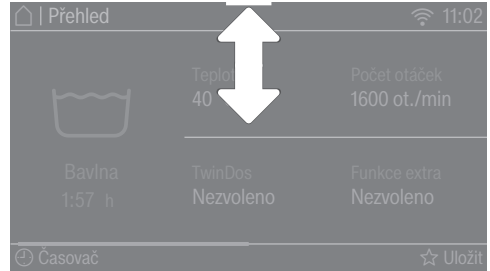 | Přehled 11:02
Teplot Počet otáček
40 1600 ot./min
Bavlna TwinDos Funkce extra
1:57 h Nezvoleno Nezvoleno
Časovač Uložit